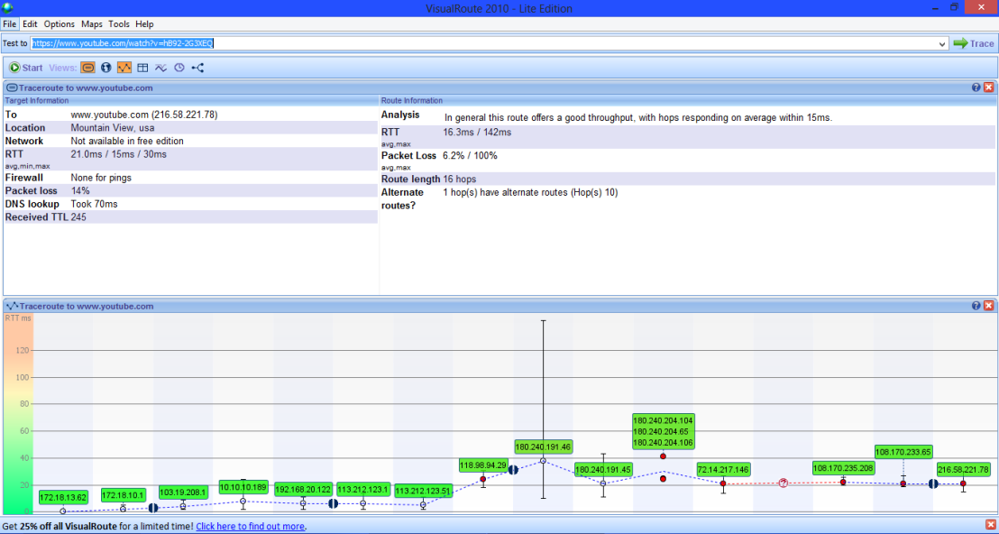 VisualRoute 2010 - Lite Edition
File Edit Options Maps Tools Help
Test to https://www.youtube.com/watch?v=hB92-2G3XEQ Trace
Start Views:
Traceroute to www.youtube.com
Target Information
To www.youtube.com (216.58.221.78)
Location Mountain View, usa
Network Not available in free edition
RTT 21.0ms / 15ms / 30ms
avg,min,max
Firewall None for pings
Packet loss 14%
DNS lookup Took 70ms
Received TTL 245
Route Information
Analysis In general this route offers a good throughput, with hops responding on average within 15ms.
RTT 16.3ms / 142ms
avg,max
Packet Loss 6.2% / 100%
avg,max
Route length 16 hops
Alternate 1 hop(s) have alternate routes (Hop(s) 10)
routes?
Traceroute to www.youtube.com
RTT ms
120
100
80
60
40
20
0
172.18.13.62
172.18.10.1
103.19.208.1
10.10.10.189
192.168.20.122
113.212.123.1
113.212.123.51
118.98.94.29
180.240.191.46
180.240.191.45
180.240.204.104
180.240.204.65
180.240.204.106
72.14.217.146
108.170.235.208
108.170.233.65
216.58.221.78
Get 25% off all VisualRoute for a limited time! Click here to find out more.